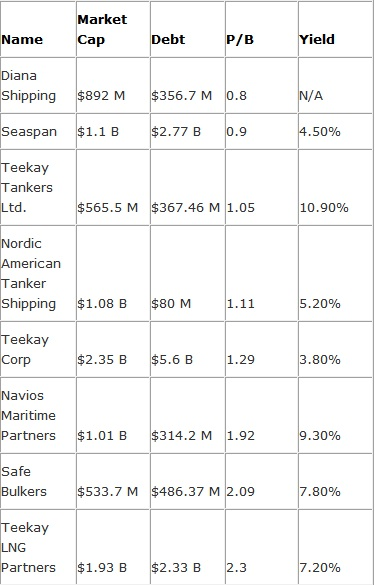 Name Market Cap Debt P/B Yield
Diana
Shipping $892 M $356.7 M 0.8 N/A
Seaspan $1.1 B $2.77 B 0.9 4.50%
Teekay
Tankers
Ltd. $565.5 M $367.46 M 1.05 10.90%
Nordic
American
Tanker
Shipping $1.08 B $80 M 1.11 5.20%
Teekay
Corp $2.35 B $5.6 B 1.29 3.80%
Navios
Maritime
Partners $1.01 B $314.2 M 1.92 9.30%
Safe
Bulkers $533.7 M $486.37 M 2.09 7.80%
Teekay
LNG
Partners $1.93 B $2.33 B 2.3 7.20%